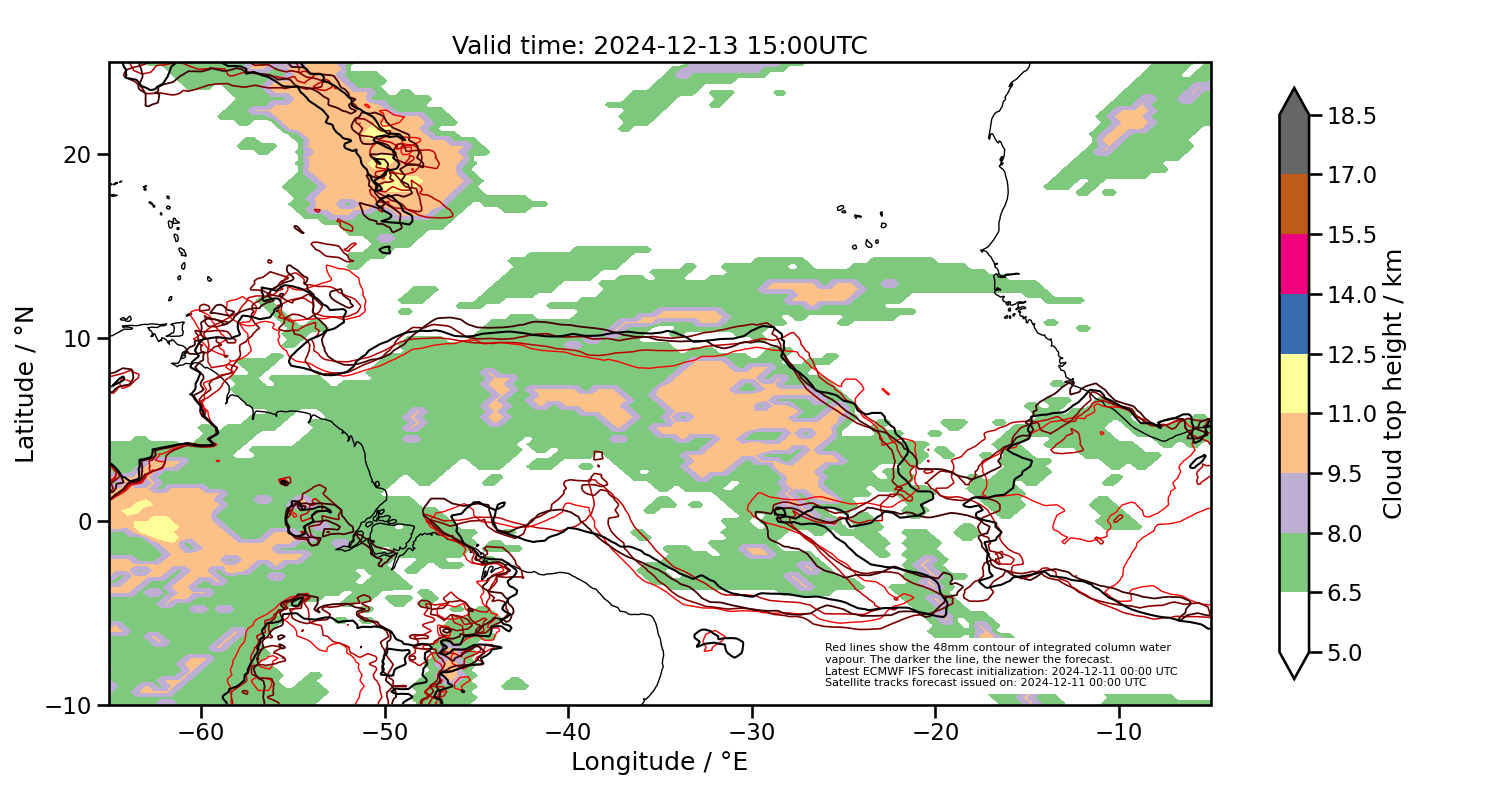 Valid time: 2024-12-13 15:00UTC
Latitude / °N
20
10
0
−10
−60
−50
−40
−30
−20
−10
Longitude / °E
Red lines show the 48mm contour of integrated column water
vapour. The darker the line, the newer the forecast.
Latest ECMWF IFS forecast initialization: 2024-12-11 00:00 UTC
Satellite tracks forecast issued on: 2024-12-11 00:00 UTC
18.5
17.0
15.5
14.0
12.5
11.0
9.5
8.0
6.5
5.0
Cloud top height / km